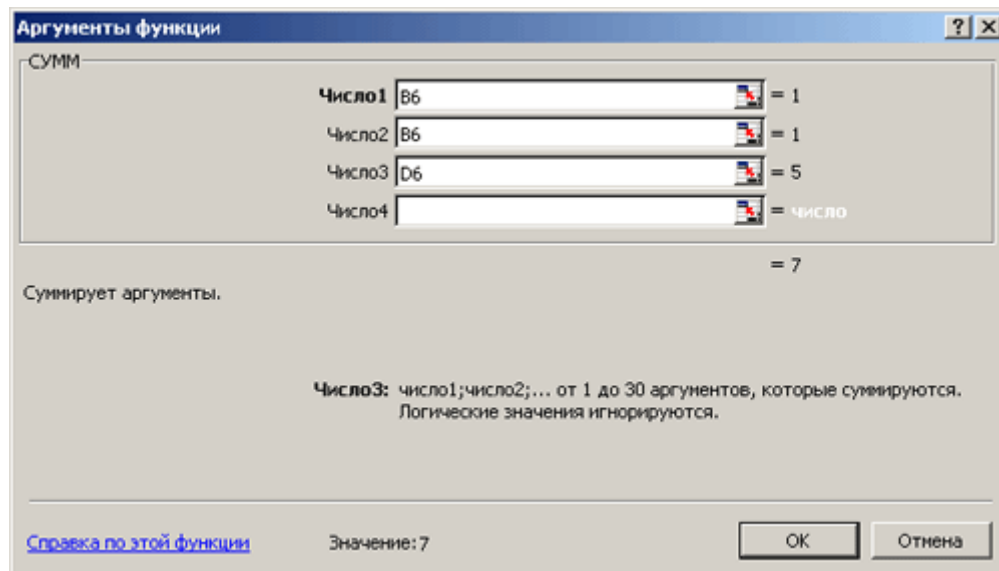 Аргументы функции
СУММ
Число1 B6 = 1
Число2 B6 = 1
Число3 D6 = 5
Число4 = число
= 7
Суммирует аргументы.
Число3: число1;число2;... от 1 до 30 аргументов, которые суммируются.
Логические значения игнорируются.
Справка по этой функции Значение:7 OK Отмена